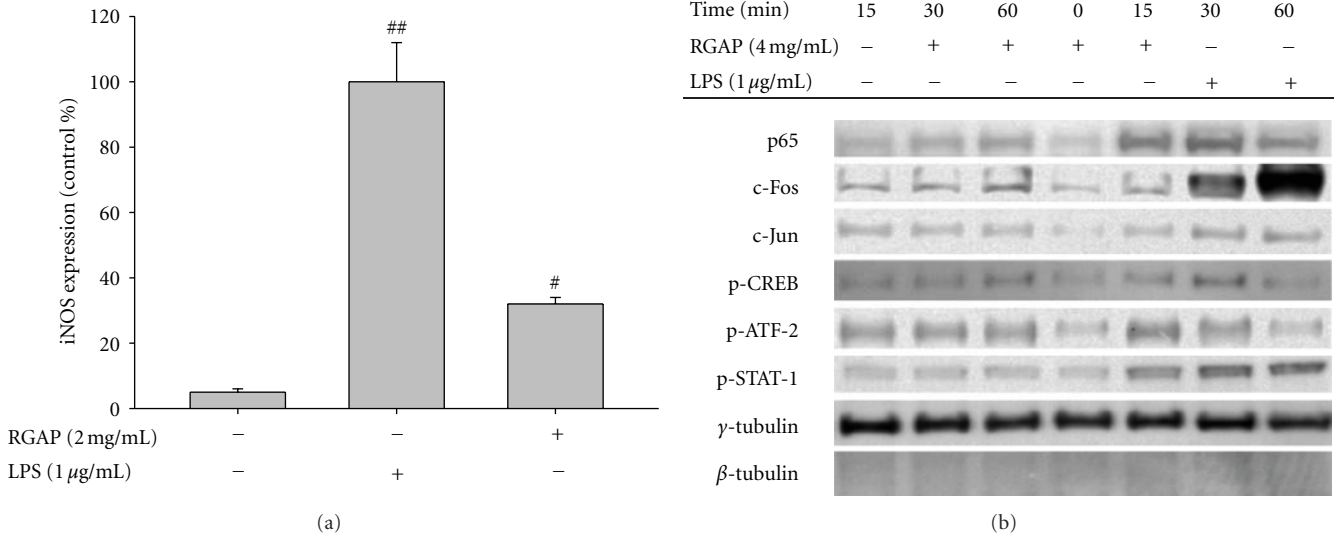 120
100
80
60
40
20
0
iNOS expression (control %)
##
#
RGAP (2 mg/mL) − − +
LPS (1 µg/mL) − + −
(a)
Time (min) 15 30 60 0 15 30 60
RGAP (4 mg/mL) − + + + + − −
LPS (1 µg/mL) − − − − − + +
p65
c-Fos
c-Jun
p-CREB
p-ATF-2
p-STAT-1
γ-tubulin
β-tubulin
(b)